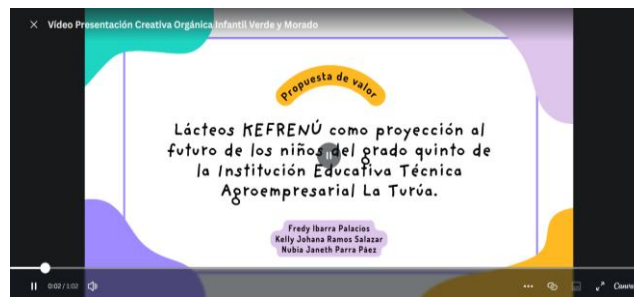 Video Presentación Creativa Orgánica Infantil Verde y Morado
Propuesta de valor
Lácteos KEFRENÚ como proyección al
futuro de los niños del grado quinto de
la Institución Educativa Técnica
Agroempresarial La Turúa.
Fredy Ibarra Palacios
Kelly Johana Ramos Salazar
Nubia Janeth Parra Páez
0:02 / 1:02
Canva